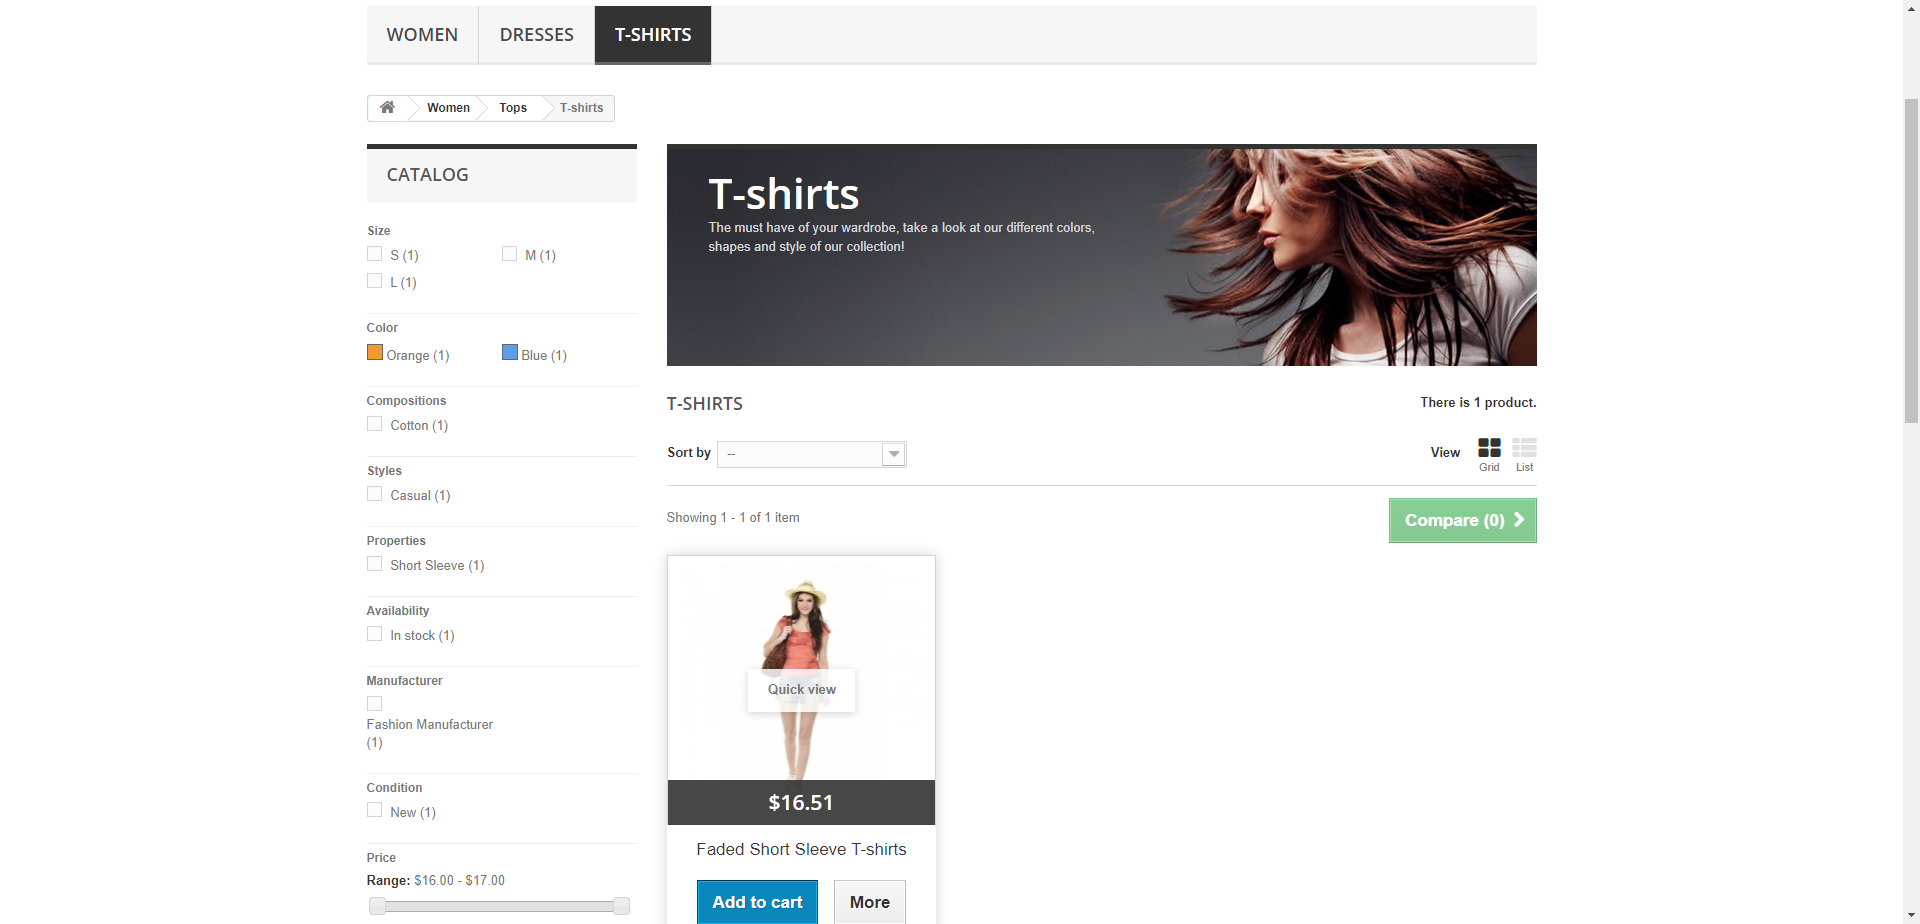 WOMEN DRESSES T-SHIRTS
Women Tops T-shirts
CATALOG
Size
S (1) M (1)
L (1)
Color
Orange (1) Blue (1)
Compositions
Cotton (1)
Styles
Casual (1)
Properties
Short Sleeve (1)
Availability
In stock (1)
Manufacturer
Fashion Manufacturer
(1)
Condition
New (1)
Price
Range: $16.00 - $17.00
T-shirts
The must have of your wardrobe, take a look at our different colors,
shapes and style of our collection!
T-SHIRTS There is 1 product.
Sort by -- View Grid List
Showing 1 - 1 of 1 item Compare (0)
Quick view
$16.51
Faded Short Sleeve T-shirts
Add to cart More